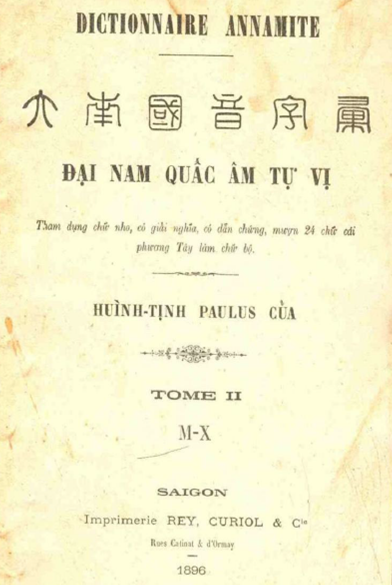 DICTIONNAIRE ANNAMITE
大南國音字彙
ĐẠI NAM QUẤC ÂM TỰ VỊ
Tham dụng chữ nho, có giải nghĩa, có dẫn chứng, mượn 24 chữ cái
phương Tây làm chữ bộ.
HUÌNH-TỊNH PAULUS CỦA
TOME II
M-X
SAIGON
Imprimerie REY, CURIOL & Cie
Rues Catinat & d'Ormay
1896